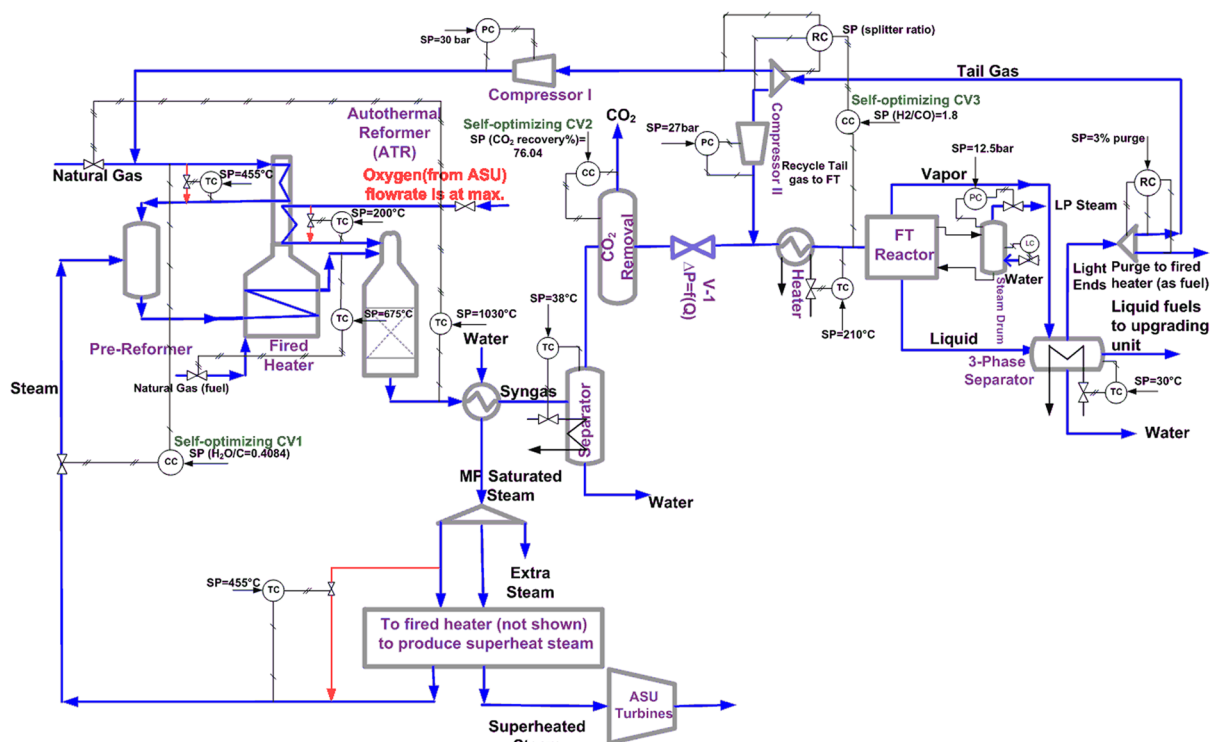 PC
SP=30 bar
Compressor I
RC
SP (splitter ratio)
Tail Gas
Self-optimizing CV3
SP (H2/CO)=1.8
CC
Compressor II
SP=27bar
PC
Recycle Tail
gas to FT
Autothermal
Reformer
(ATR)
Self-optimizing CV2
SP (CO₂ recovery%)=
76.04
CO₂
CC
CO₂
Removal
Natural Gas
SP=455°C
TC
Oxygen(from ASU)
flowrate is at max.
SP=200°C
TC
SP=3% purge
RC
SP=12.5bar
Vapor
PC
LP Steam
LC
Water
Steam Drum
FT
Reactor
Light
Ends
Purge to fired
heater (as fuel)
Liquid fuels
to upgrading
unit
V-1
ΔP=f(Q)
Heater
TC
SP=210°C
Liquid
3-Phase
Separator
SP=30°C
TC
Water
Pre-Reformer
Fired
Heater
TC
SP=675°C
TC
SP=1030°C
Natural Gas (fuel)
Water
SP=38°C
TC
Syngas
Separator
Water
Steam
Self-optimizing CV1
SP (H₂O/C=0.4084)
CC
MP Saturated
Steam
Extra
Steam
SP=455°C
TC
To fired heater (not shown)
to produce superheat steam
ASU
Turbines
Superheated